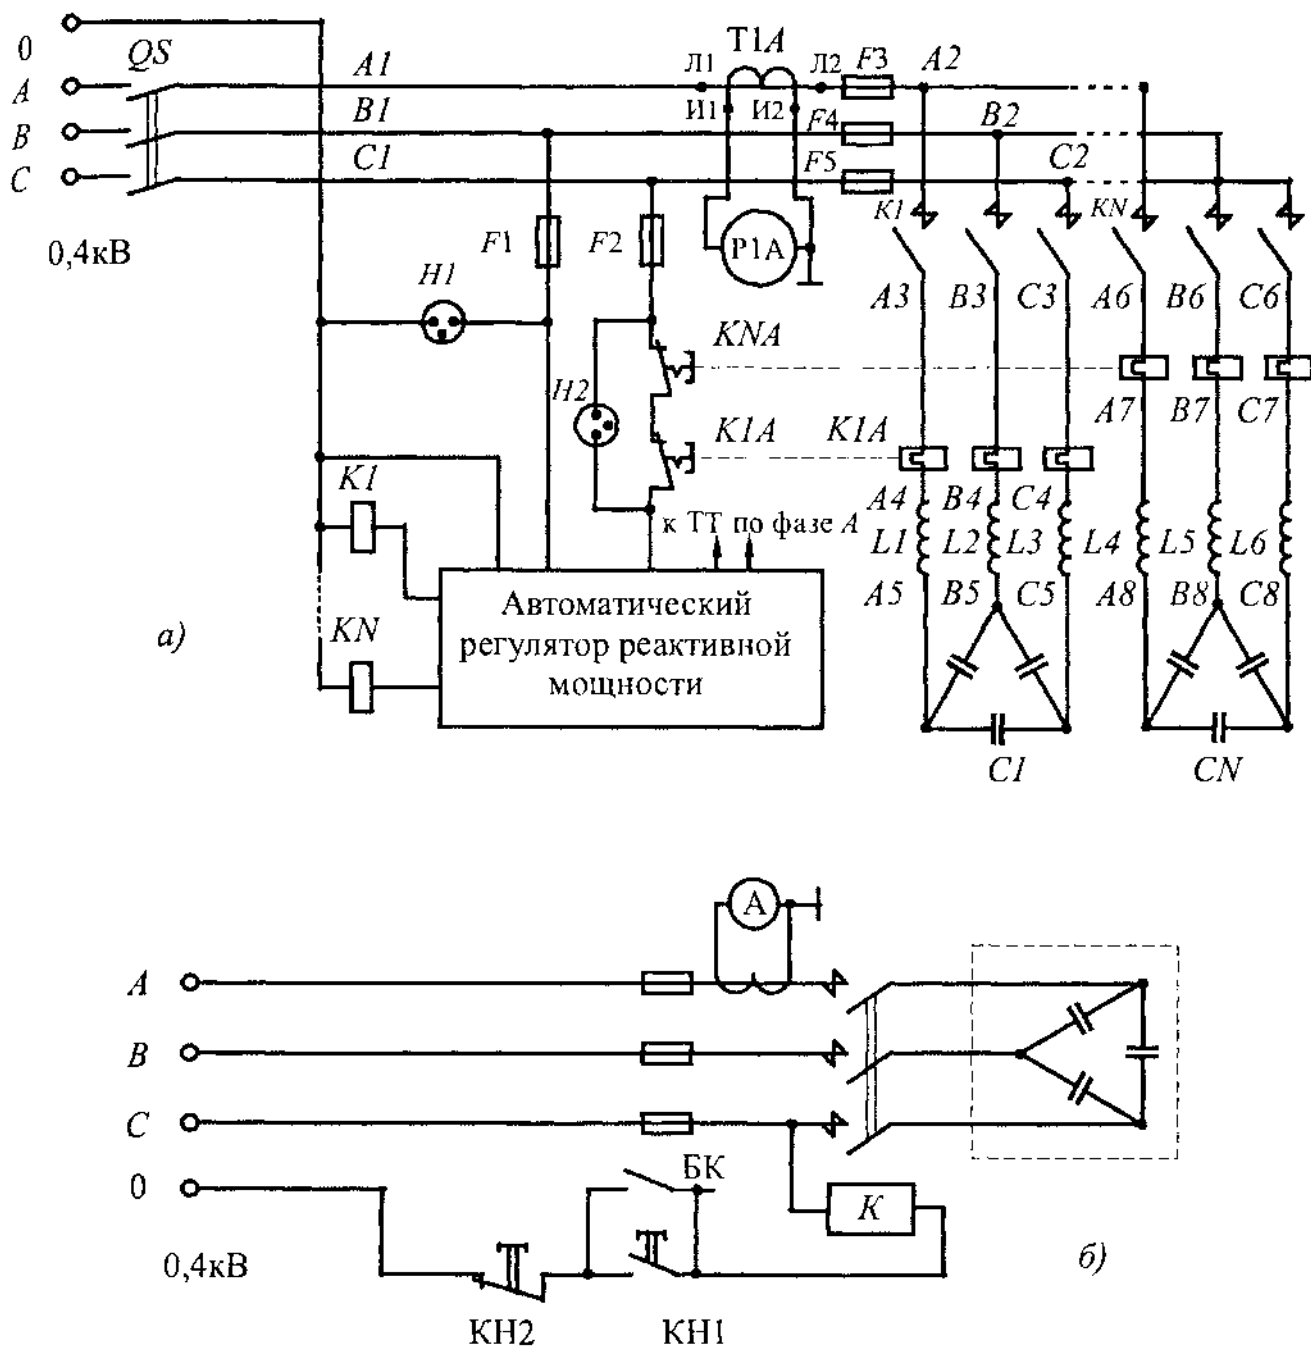 0
QS
A
B
C
0,4кВ
A1
B1
C1
T1A
Л1
Л2
И1
И2
F3
F4
F5
A2
B2
C2
F1
F2
P1A
H1
H2
KNA
K1A
K1A
K1
KN
A3
B3
C3
A6
B6
C6
A7
B7
C7
A4
B4
C4
L1
L2
L3
L4
L5
L6
A5
B5
C5
A8
B8
C8
C1
CN
K1
KN
к ТТ по фазе A
Автоматический
регулятор реактивной
мощности
а)
A
A
B
C
0
0,4кВ
БК
K
КН2
КН1
б)